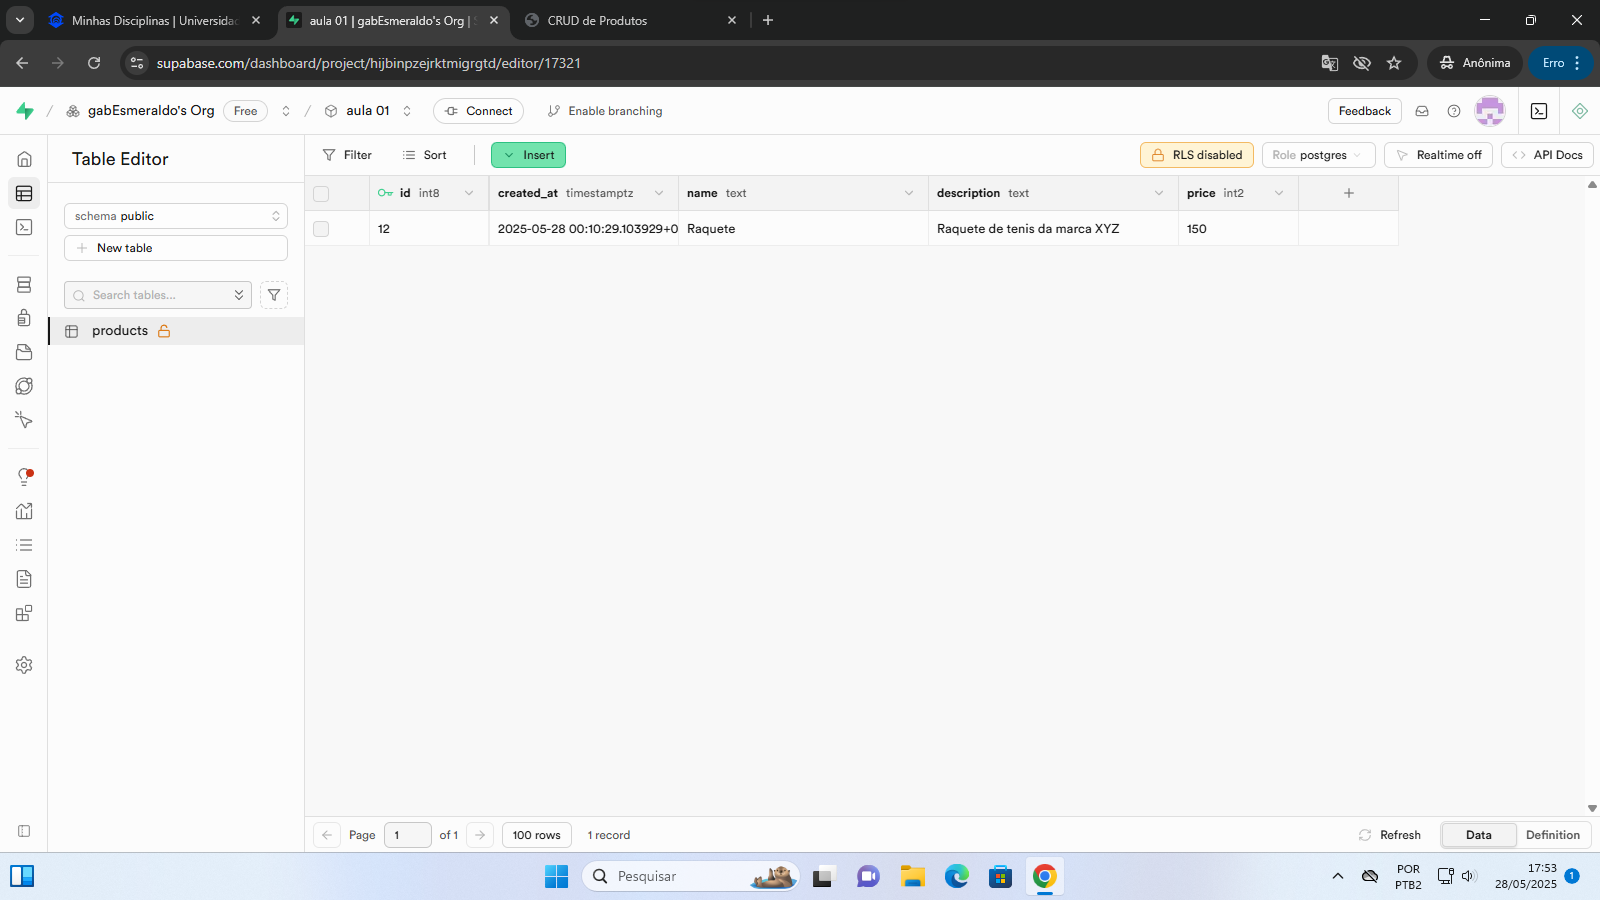 Minhas Disciplinas | Universidad
aula 01 | gabEsmeraldo's Org |
CRUD de Produtos
supabase.com/dashboard/project/hijbinpzejrktmigrgtd/editor/17321
Anônima
Erro
gabEsmeraldo's Org
Free
aula 01
Connect
Enable branching
Feedback
Table Editor
Filter
Sort
Insert
RLS disabled
Role postgres
Realtime off
API Docs
schema public
New table
Search tables...
products
id int8
created_at timestamptz
name text
description text
price int2
12
2025-05-28 00:10:29.103929+0
Raquete
Raquete de tenis da marca XYZ
150
Page
1
of 1
100 rows
1 record
Refresh
Data
Definition
Pesquisar
POR
PTB2
17:53
28/05/2025
1